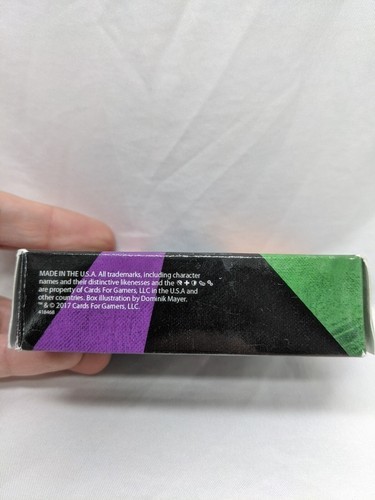 MADE IN THE U.S.A. All trademarks, including character
names and their distinctive likenesses and the
are property of Cards For Gamers, LLC in the U.S.A and
other countries. Box illustration by Dominik Mayer.
™ & © 2017 Cards For Gamers, LLC.
418468